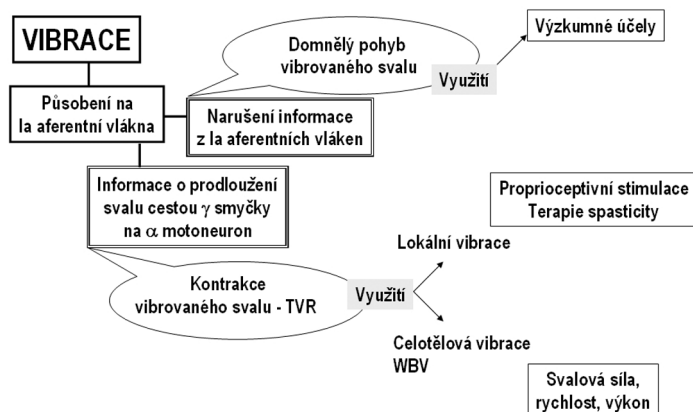 VIBRACE
Působení na
Ia aferentní vlákna
Domnělý pohyb
vibrovaného svalu
Využití
Výzkumné účely
Narušení informace
z Ia aferentních vláken
Informace o prodloužení
svalu cestou γ smyčky
na α motoneuron
Kontrakce
vibrovaného svalu - TVR
Využití
Proprioceptivní stimulace
Terapie spasticity
Lokální vibrace
Celotělová vibrace
WBV
Svalová síla,
rychlost, výkon